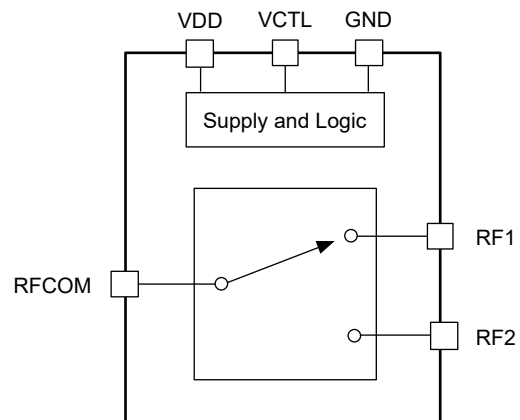 VDD VCTL GND
Supply and Logic
RF1
RFCOM
RF2